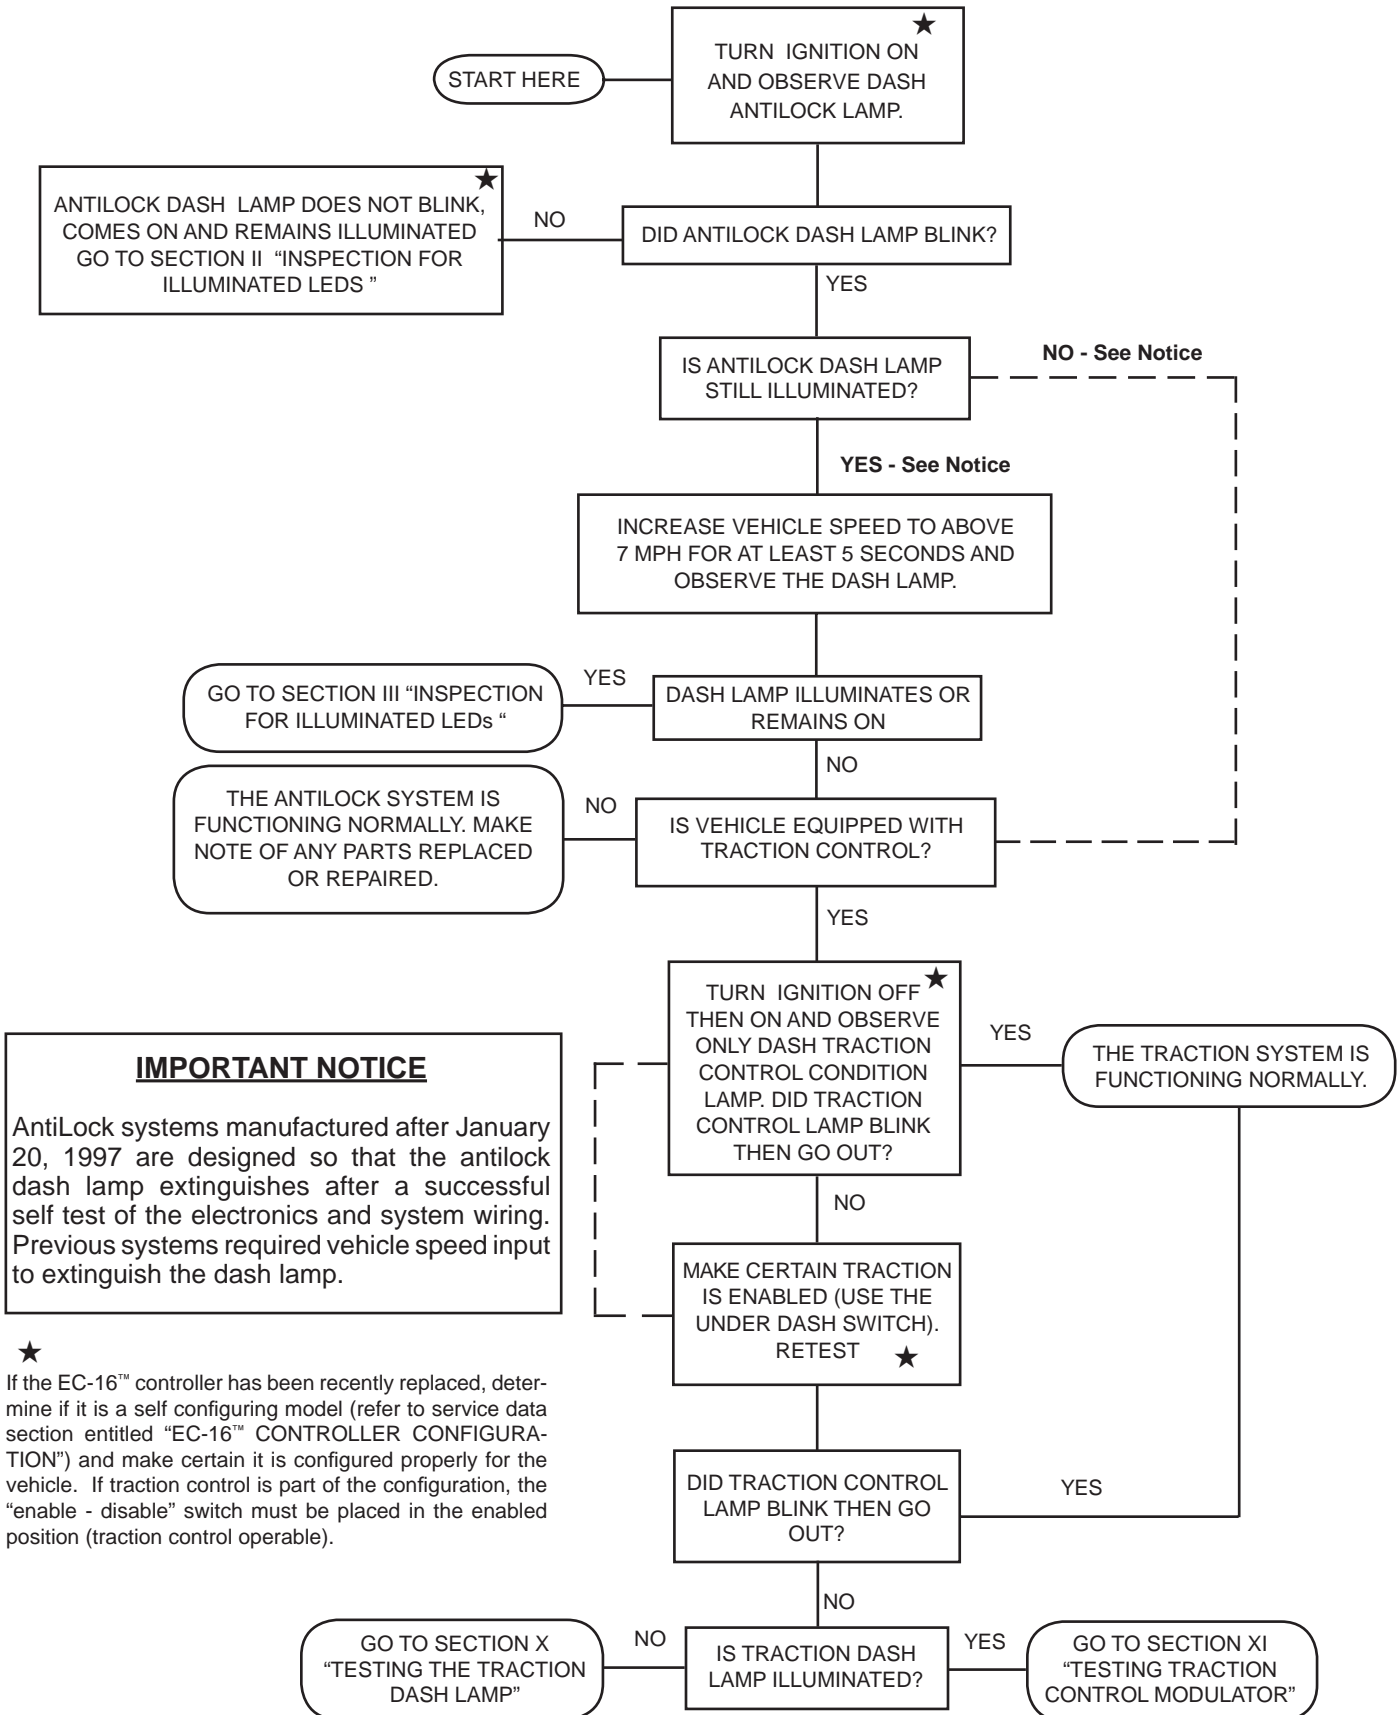 START HERE
★
TURN IGNITION ON
AND OBSERVE DASH
ANTILOCK LAMP.
★
ANTILOCK DASH LAMP DOES NOT BLINK,
COMES ON AND REMAINS ILLUMINATED
GO TO SECTION II “INSPECTION FOR
ILLUMINATED LEDS ”
NO
DID ANTILOCK DASH LAMP BLINK?
YES
IS ANTILOCK DASH LAMP
STILL ILLUMINATED?
NO - See Notice
YES - See Notice
INCREASE VEHICLE SPEED TO ABOVE
7 MPH FOR AT LEAST 5 SECONDS AND
OBSERVE THE DASH LAMP.
GO TO SECTION III “INSPECTION
FOR ILLUMINATED LEDs “
YES
DASH LAMP ILLUMINATES OR
REMAINS ON
NO
THE ANTILOCK SYSTEM IS
FUNCTIONING NORMALLY. MAKE
NOTE OF ANY PARTS REPLACED
OR REPAIRED.
NO
IS VEHICLE EQUIPPED WITH
TRACTION CONTROL?
YES
★
TURN IGNITION OFF
THEN ON AND OBSERVE
ONLY DASH TRACTION
CONTROL CONDITION
LAMP. DID TRACTION
CONTROL LAMP BLINK
THEN GO OUT?
YES
THE TRACTION SYSTEM IS
FUNCTIONING NORMALLY.
NO
IMPORTANT NOTICE
AntiLock systems manufactured after January
20, 1997 are designed so that the antilock
dash lamp extinguishes after a successful
self test of the electronics and system wiring.
Previous systems required vehicle speed input
to extinguish the dash lamp.
MAKE CERTAIN TRACTION
IS ENABLED (USE THE
UNDER DASH SWITCH).
RETEST ★
★
If the EC-16™ controller has been recently replaced, deter-
mine if it is a self configuring model (refer to service data
section entitled “EC-16™ CONTROLLER CONFIGURA-
TION”) and make certain it is configured properly for the
vehicle. If traction control is part of the configuration, the
“enable - disable” switch must be placed in the enabled
position (traction control operable).
DID TRACTION CONTROL
LAMP BLINK THEN GO
OUT?
YES
NO
GO TO SECTION X
“TESTING THE TRACTION
DASH LAMP”
NO
IS TRACTION DASH
LAMP ILLUMINATED?
YES
GO TO SECTION XI
“TESTING TRACTION
CONTROL MODULATOR”